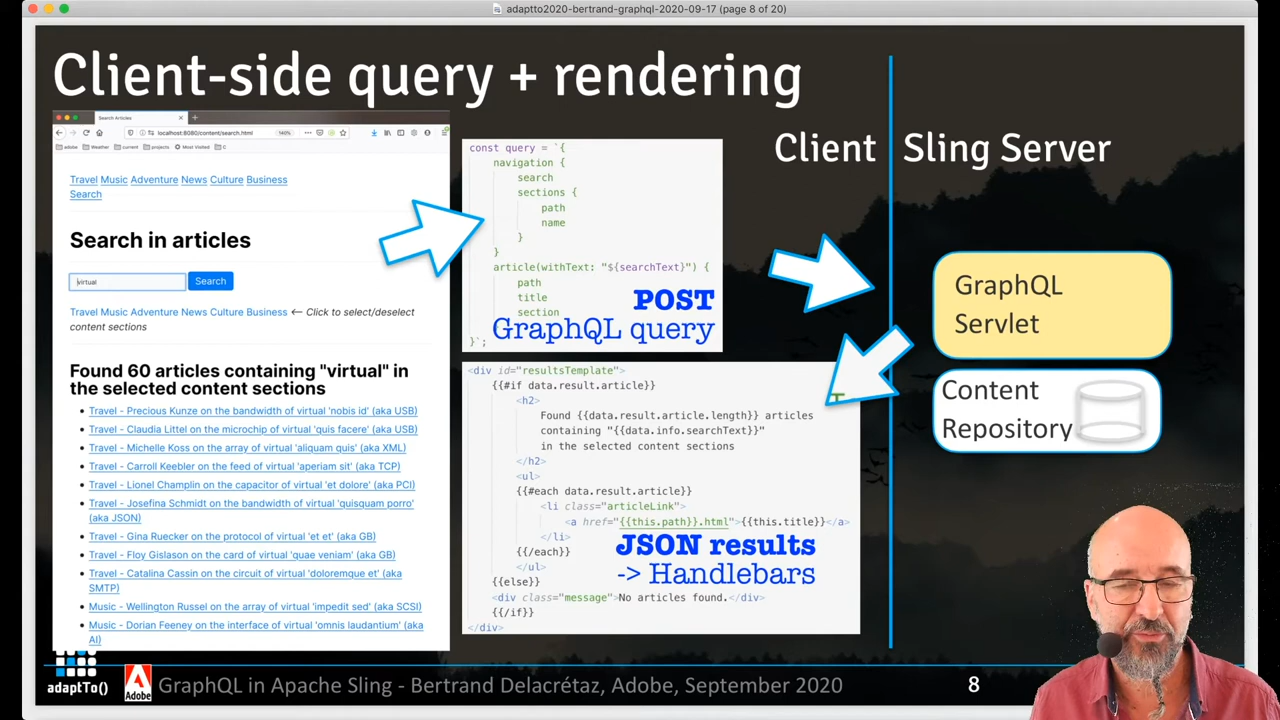 adaptto2020-bertrand-graphql-2020-09-17 (page 8 of 20)
Client-side query + rendering
Search Articles
localhost:8080/content/search.html
140%
adobe
Weather
current
projects
Most Visited
C
Travel Music Adventure News Culture Business
Search
Search in articles
virtual
Search
Travel Music Adventure News Culture Business <— Click to select/deselect
content sections
Found 60 articles containing "virtual" in
the selected content sections
Travel - Precious Kunze on the bandwidth of virtual 'nobis id' (aka USB)
Travel - Claudia Littel on the microchip of virtual 'quis facere' (aka USB)
Travel - Michelle Koss on the array of virtual 'aliquam quis' (aka XML)
Travel - Carroll Keebler on the feed of virtual 'aperiam sit' (aka TCP)
Travel - Lionel Champlin on the capacitor of virtual 'et dolore' (aka PCI)
Travel - Josefina Schmidt on the bandwidth of virtual 'quisquam porro'
(aka JSON)
Travel - Gina Ruecker on the protocol of virtual 'et et' (aka GB)
Travel - Floy Gislason on the card of virtual 'quae veniam' (aka GB)
Travel - Catalina Cassin on the circuit of virtual 'doloremque et' (aka
SMTP)
Music - Wellington Russel on the array of virtual 'impedit sed' (aka SCSI)
Music - Dorian Feeney on the interface of virtual 'omnis laudantium' (aka
AI)
const query = `{
navigation {
search
sections {
path
name
}
}
article(withText: "${searchText}") {
path
title
section
}`;
POST
GraphQL query
<div id="resultsTemplate">
{{#if data.result.article}}
<h2>
Found {{data.result.article.length}} articles
containing "{{data.info.searchText}}"
in the selected content sections
</h2>
<ul>
{{#each data.result.article}}
<li class="articleLink">
<a href="{{this.path}}.html">{{this.title}}</a>
</li>
{{/each}}
</ul>
{{else}}
<div class="message">No articles found.</div>
{{/if}}
</div>
JSON results
-> Handlebars
Client
Sling Server
GraphQL
Servlet
Content
Repository
adaptTo()
Adobe
GraphQL in Apache Sling - Bertrand Delacrétaz, Adobe, September 2020
8